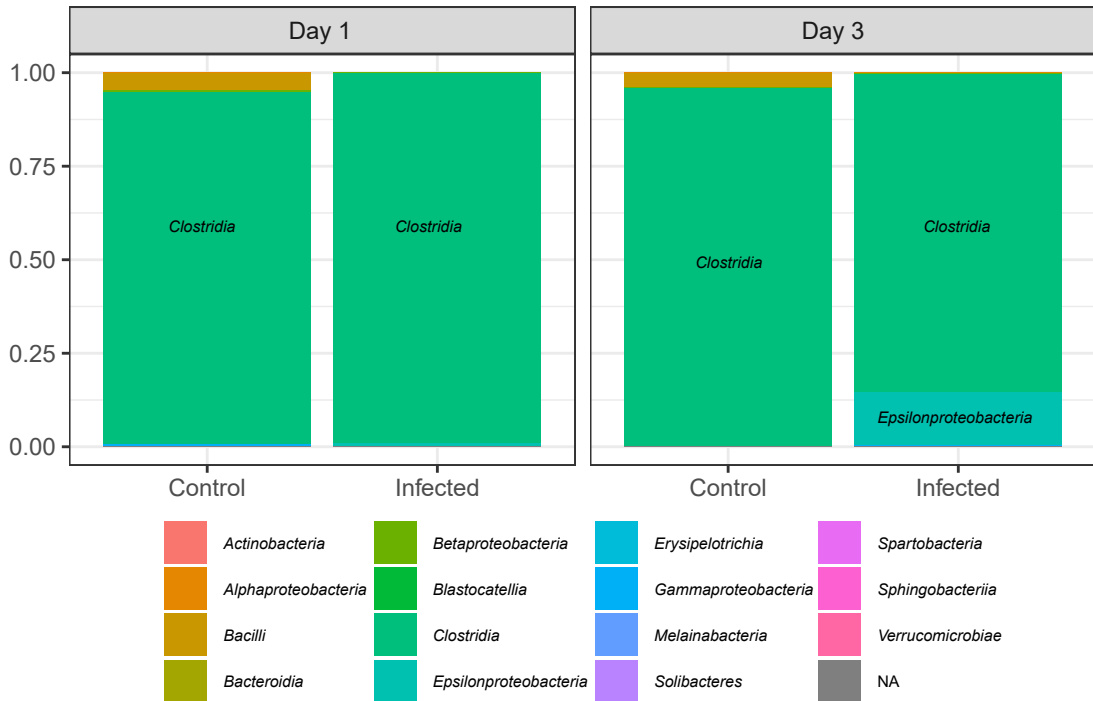 Day 1
Day 3
1.00
0.75
0.50
0.25
0.00
Clostridia
Clostridia
Clostridia
Clostridia
Epsilonproteobacteria
Control
Infected
Control
Infected
Actinobacteria
Alphaproteobacteria
Bacilli
Bacteroidia
Betaproteobacteria
Blastocatellia
Clostridia
Epsilonproteobacteria
Erysipelotrichia
Gammaproteobacteria
Melainabacteria
Solibacteres
Spartobacteria
Sphingobacteriia
Verrucomicrobiae
NA